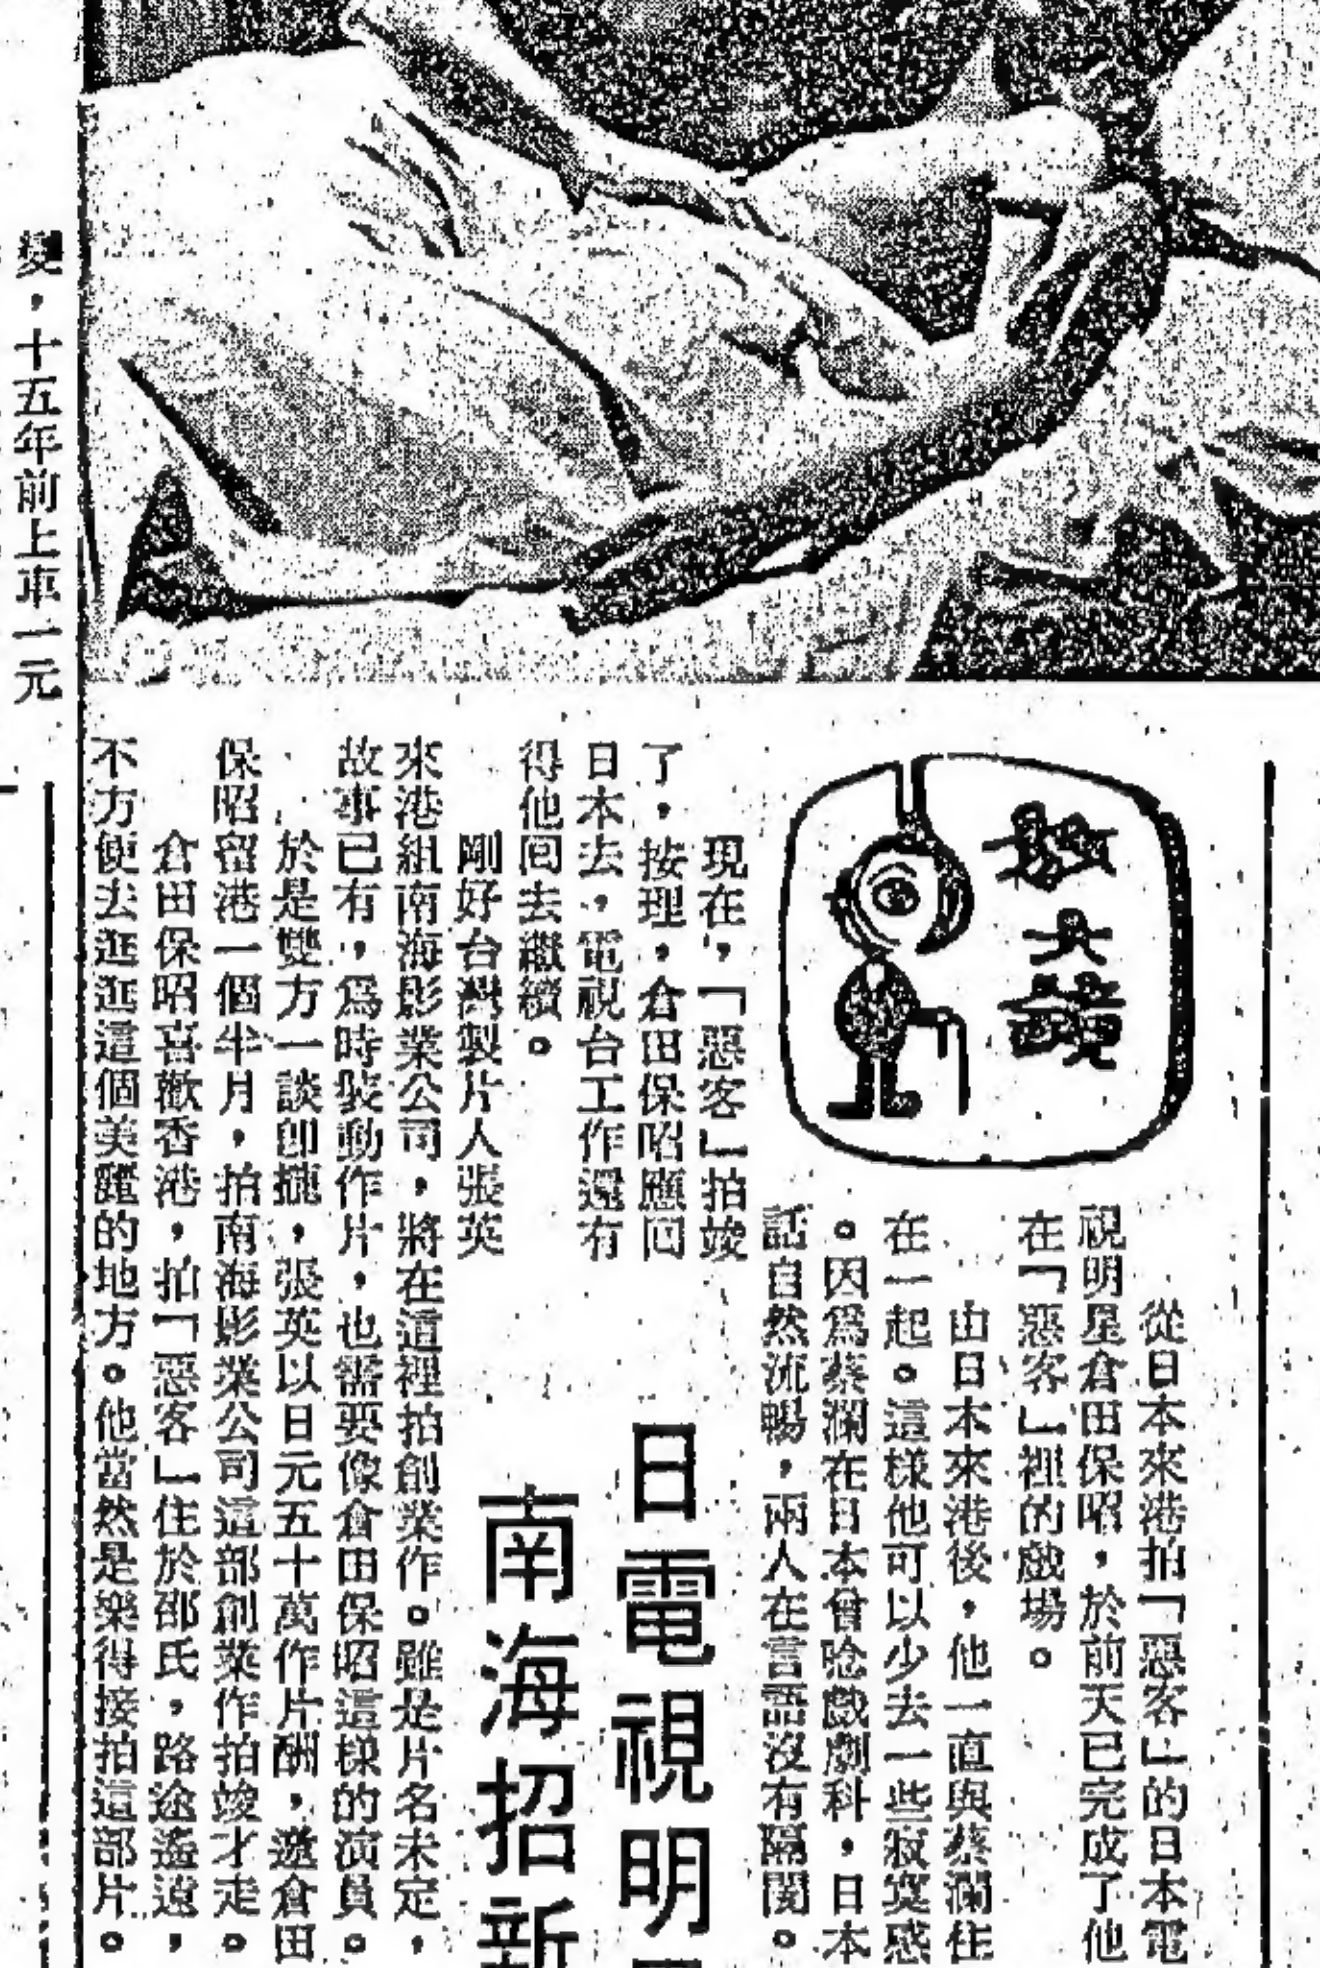 放大鏡
從日本來港拍「惡客」的日本電
視明星倉田保昭，於前天已完成了他
在「惡客」裡的戲場。
由日本來港後，他一直與蔡瀾住
在一起。這樣他可以少去一些寂寞感
。因爲蔡瀾在日本曾唸戲劇科，日本
話自然流暢，兩人在言語沒有隔閡。
日電視明
南海招新
現在，「惡客」拍竣
了，按理，倉田保昭應囘
日本去，電視台工作還有
得他囘去繼續。
剛好台灣製片人張英
來港組南海影業公司，將在這裡拍創業作。雖是片名未定，
故事已有，爲時裝動作片，也需要像倉田保昭這樣的演員。
於是雙方一談卽攏，張英以日元五十萬作片酬，邀倉田
保昭留港一個半月，拍南海影業公司這部創業作拍竣才走。
倉田保昭喜歡香港，拍「惡客」住於邵氏，路途遙遠，
不方便去逛逛這個美麗的地方。他當然是樂得接拍這部片。
變，十五年前上車一元